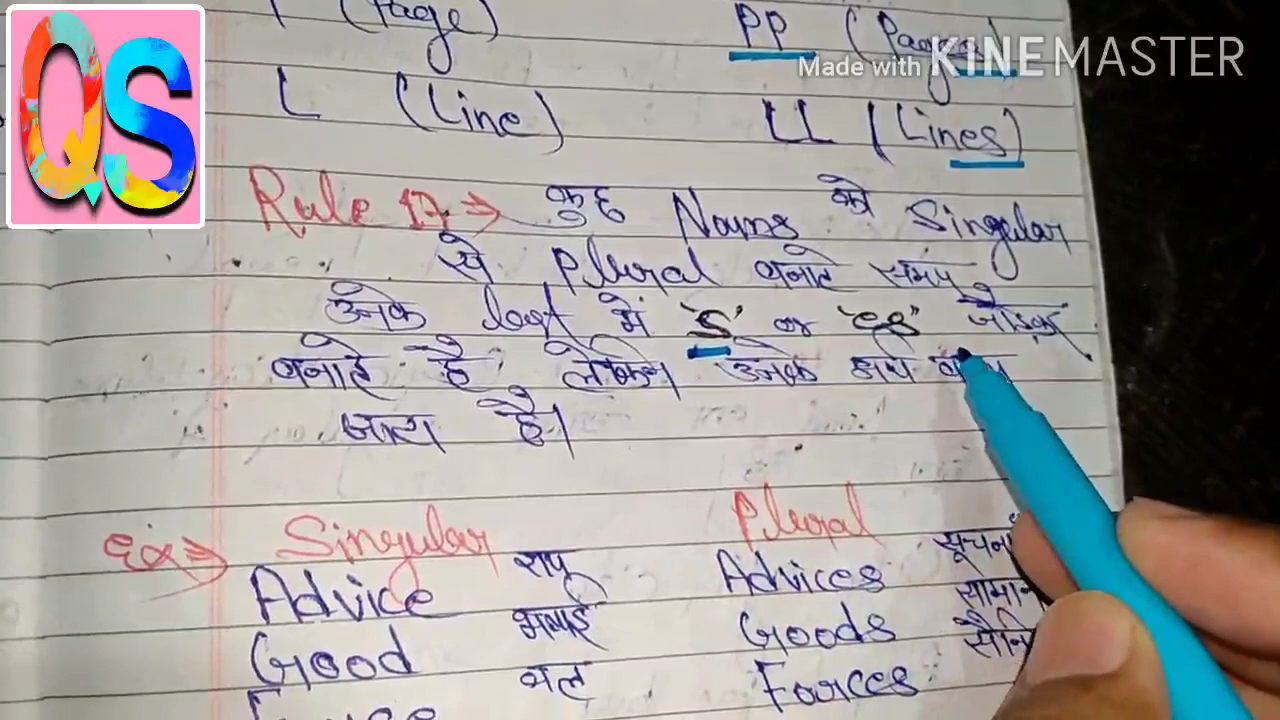 (Page) PP (Pages)
Made with KINEMASTER
QS
L (Line) LL (Lines)
Rule 17 ⇒ कुछ Nouns को Singular
से Plural बनाते समय
उनके last में 's' or "es" जोड़कर
बनाते है लेकिन उनके
जाता है।
Ex ⇒ Singular Plural
Advice राय Advices
Good भलाई Goods
बल Forces